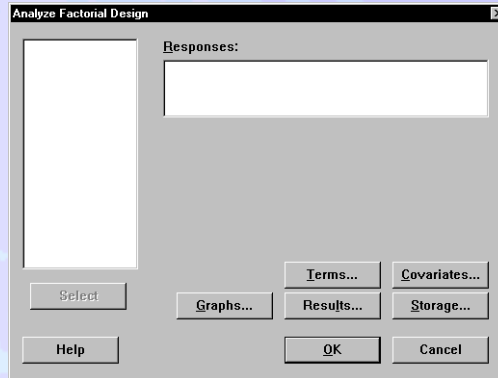 Analyze Factorial Design
Responses:
Terms...
Covariates...
Select
Graphs...
Results...
Storage...
Help
OK
Cancel